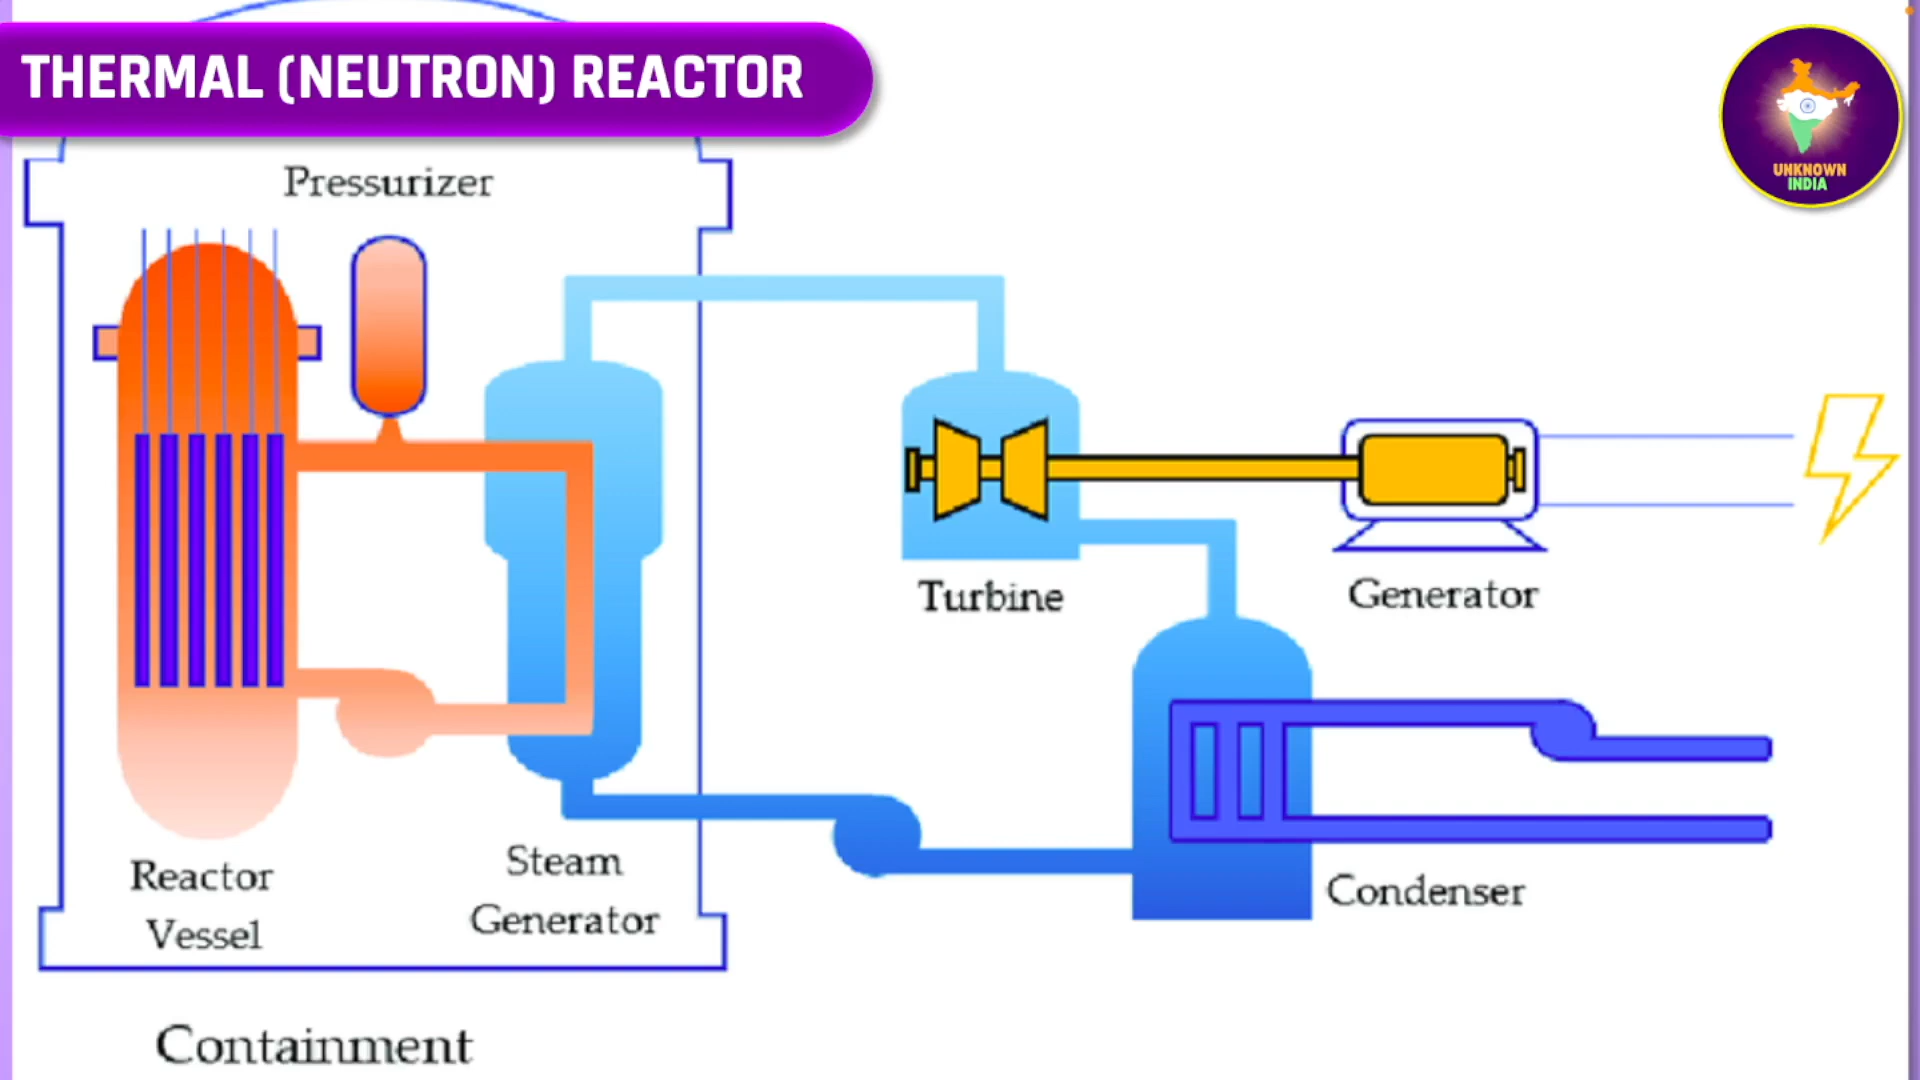 THERMAL (NEUTRON) REACTOR
UNKNOWN
INDIA
Pressurizer
Turbine
Generator
Reactor
Vessel
Steam
Generator
Condenser
Containment